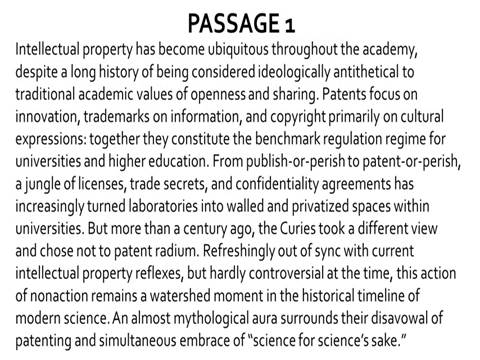 PASSAGE 1
Intellectual property has become ubiquitous throughout the academy,
despite a long history of being considered ideologically antithetical to
traditional academic values of openness and sharing. Patents focus on
innovation, trademarks on information, and copyright primarily on cultural
expressions: together they constitute the benchmark regulation regime for
universities and higher education. From publish-or-perish to patent-or-perish,
a jungle of licenses, trade secrets, and confidentiality agreements has
increasingly turned laboratories into walled and privatized spaces within
universities. But more than a century ago, the Curies took a different view
and chose not to patent radium. Refreshingly out of sync with current
intellectual property reflexes, but hardly controversial at the time, this action
of nonaction remains a watershed moment in the historical timeline of
modern science. An almost mythological aura surrounds their disavowal of
patenting and simultaneous embrace of “science for science’s sake.”